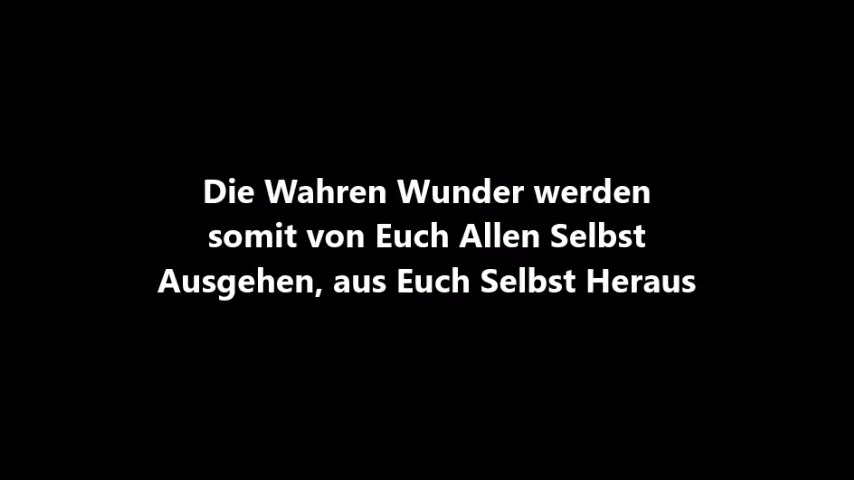 Die Wahren Wunder werden
somit von Euch Allen Selbst
Ausgehen, aus Euch Selbst Heraus